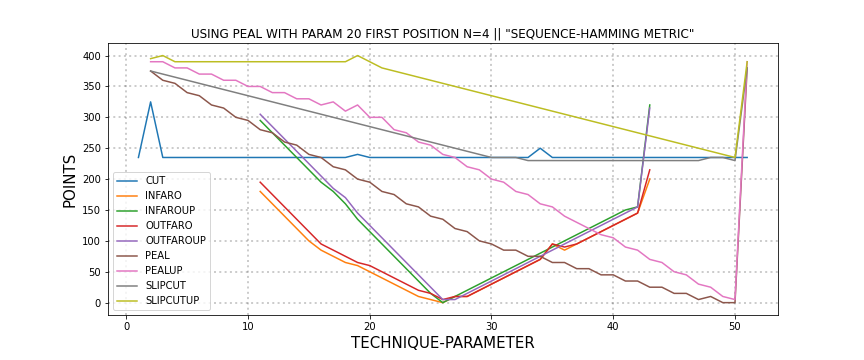 USING PEAL WITH PARAM 20 FIRST POSITION N=4 || "SEQUENCE-HAMMING METRIC"
400
350
300
250
200
150
100
50
0
POINTS
CUT
INFARO
INFAROUP
OUTFARO
OUTFAROUP
PEAL
PEALUP
SLIPCUT
SLIPCUTUP
0 10 20 30 40 50
TECHNIQUE-PARAMETER